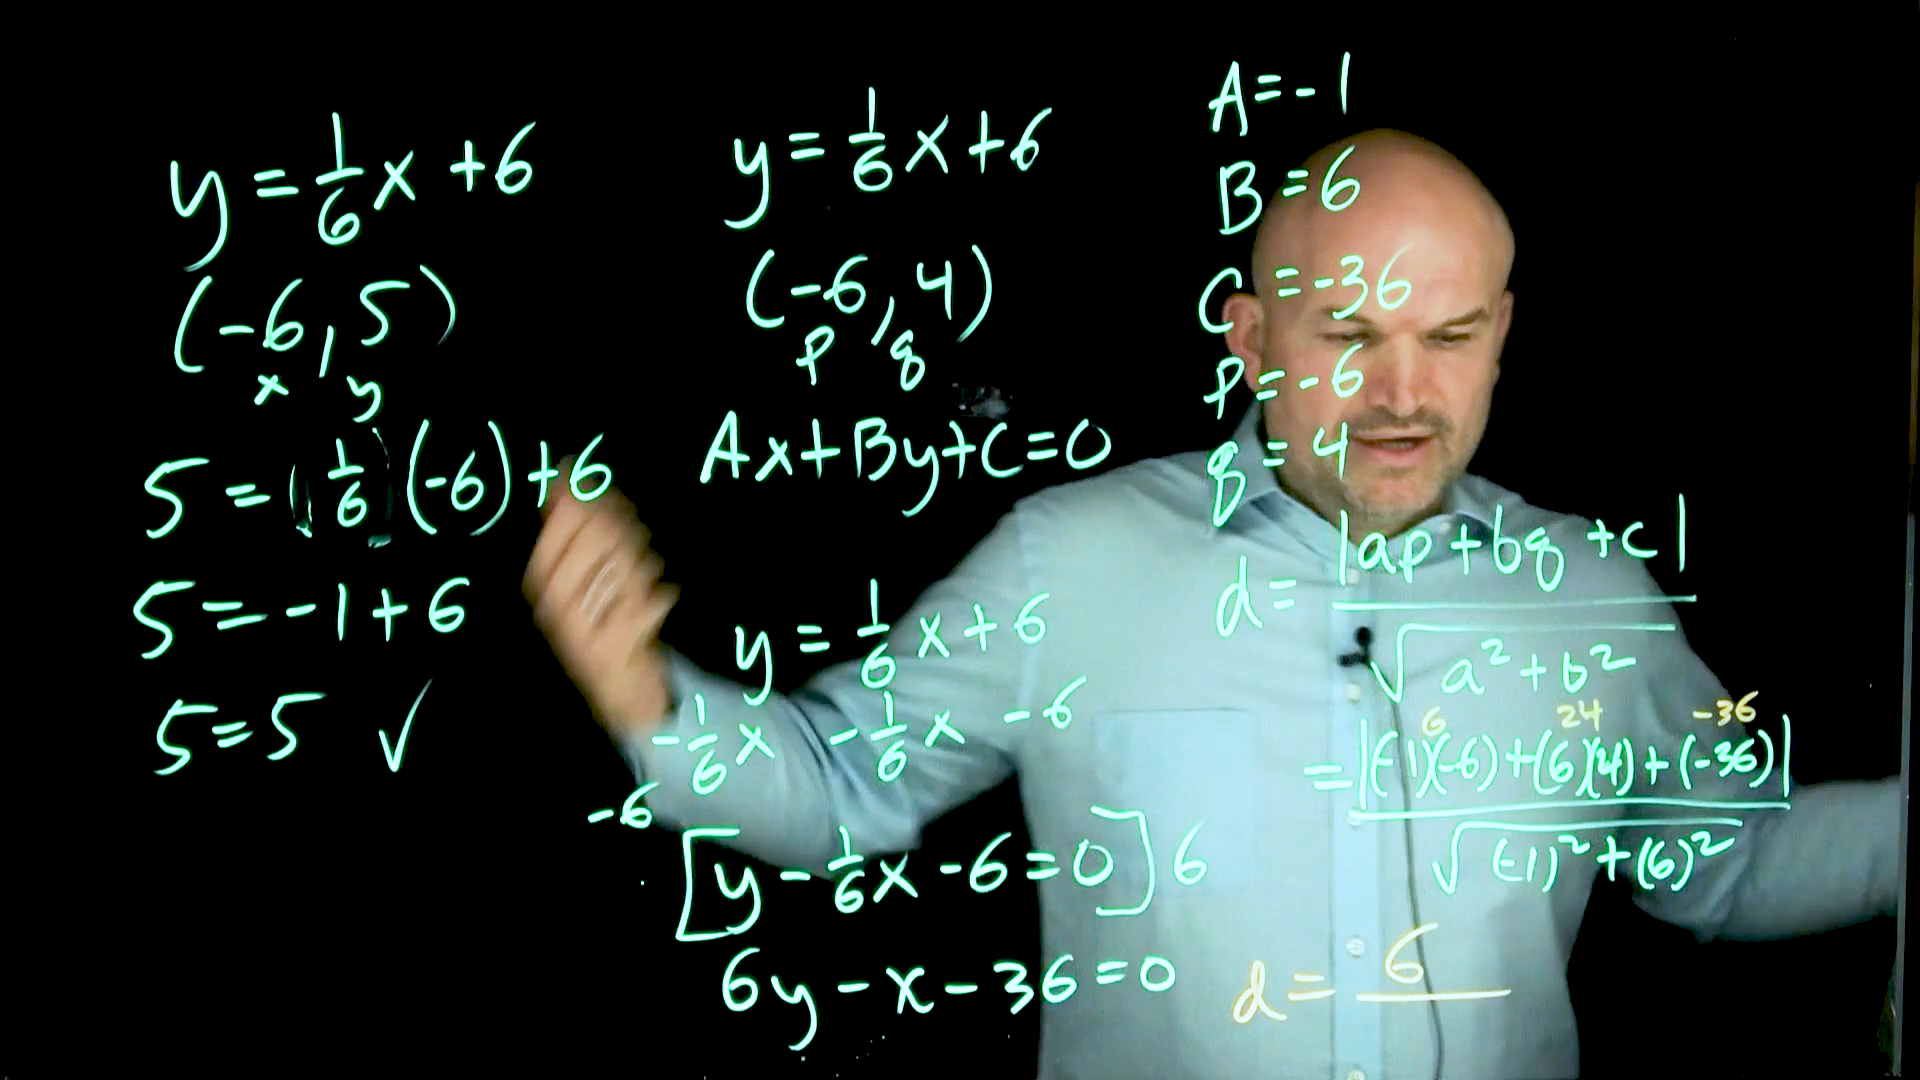 y = 1/6 x + 6
(-6, 5)
x y
5 = (1/6)(-6) + 6
5 = -1 + 6
5 = 5 ✓
y = 1/6 x + 6
(-6, 4)
p q
Ax + By + C = 0
y = 1/6 x + 6
-1/6 x -1/6 x - 6
-6
[y - 1/6 x - 6 = 0] 6
6y - x - 36 = 0
A = -1
B = 6
C = -36
P = -6
q = 4
d = |ap + bq + c|
√a² + b²
6 24 -36
= |(-1)(-6) + (6)(4) + (-36)|
√(-1)² + (6)²
d = 6